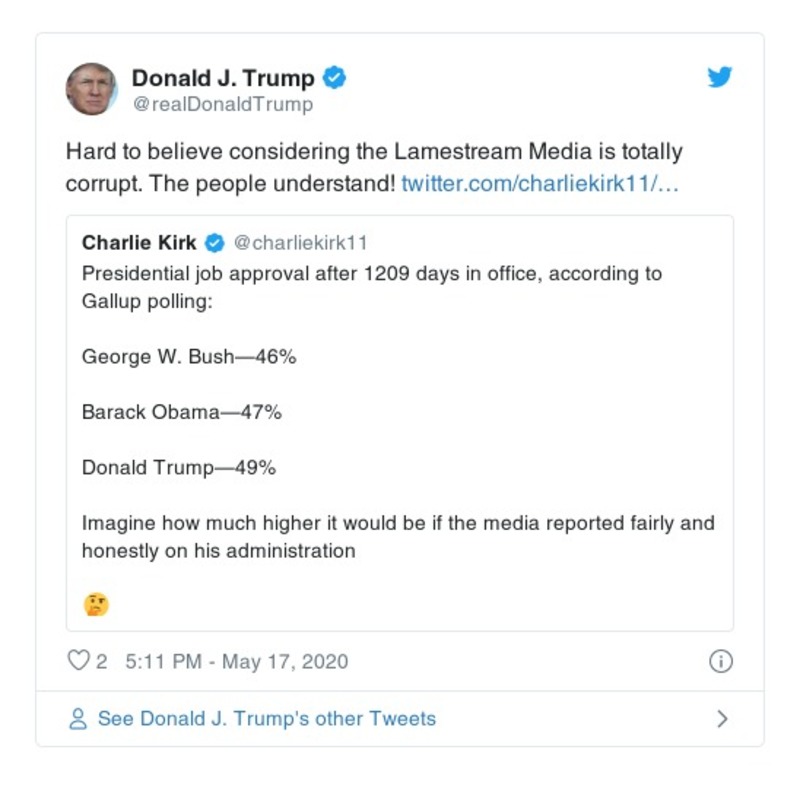 Donald J. Trump
@realDonaldTrump
Hard to believe considering the Lamestream Media is totally
corrupt. The people understand! twitter.com/charliekirk11/…
Charlie Kirk @charliekirk11
Presidential job approval after 1209 days in office, according to
Gallup polling:
George W. Bush—46%
Barack Obama—47%
Donald Trump—49%
Imagine how much higher it would be if the media reported fairly and
honestly on his administration
🤔
2 5:11 PM - May 17, 2020
See Donald J. Trump's other Tweets